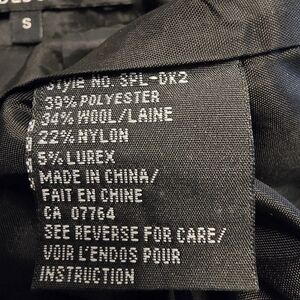 S
Style NO. SPL-DK2
39% POLYESTER
34% WOOL/LAINE
22% NYLON
5% LUREX
MADE IN CHINA/
FAIT EN CHINE
CA 07764
SEE REVERSE FOR CARE/
VOIR L'ENDOS POUR
INSTRUCTION